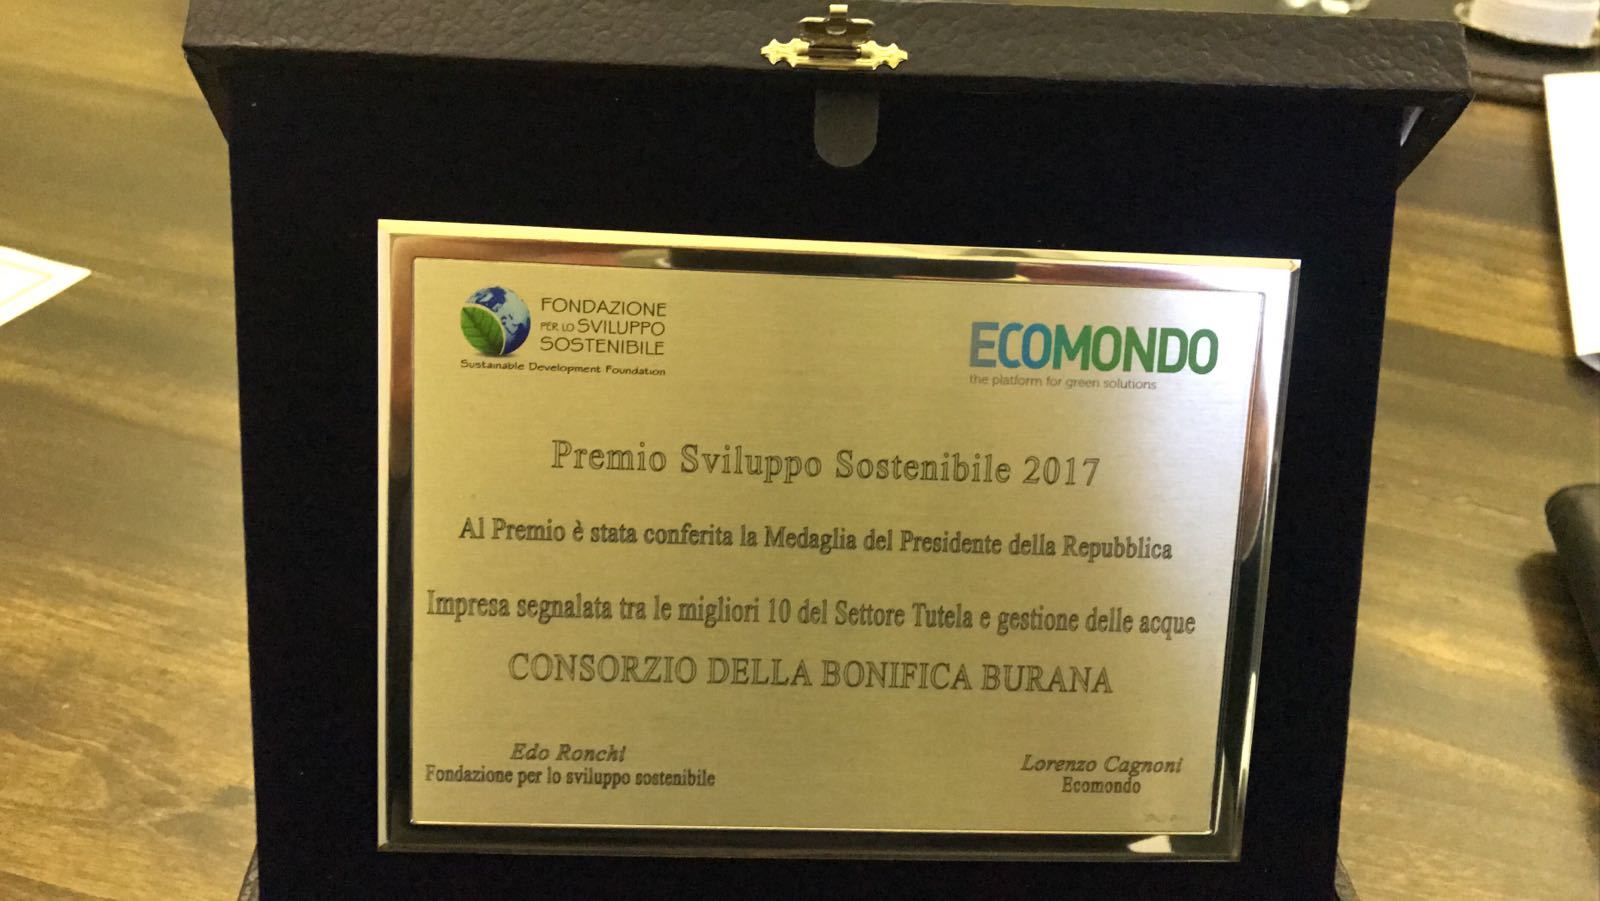 FONDAZIONE
PER LO SVILUPPO
SOSTENIBILE
Sustainable Development Foundation
ECOMONDO
the platform for green solutions
Premio Sviluppo Sostenibile 2017
Al Premio è stata conferita la Medaglia del Presidente della Repubblica
Impresa segnalata tra le migliori 10 del Settore Tutela e gestione delle acque
CONSORZIO DELLA BONIFICA BURANA
Edo Ronchi
Fondazione per lo sviluppo sostenibile
Lorenzo Cagnoni
Ecomondo